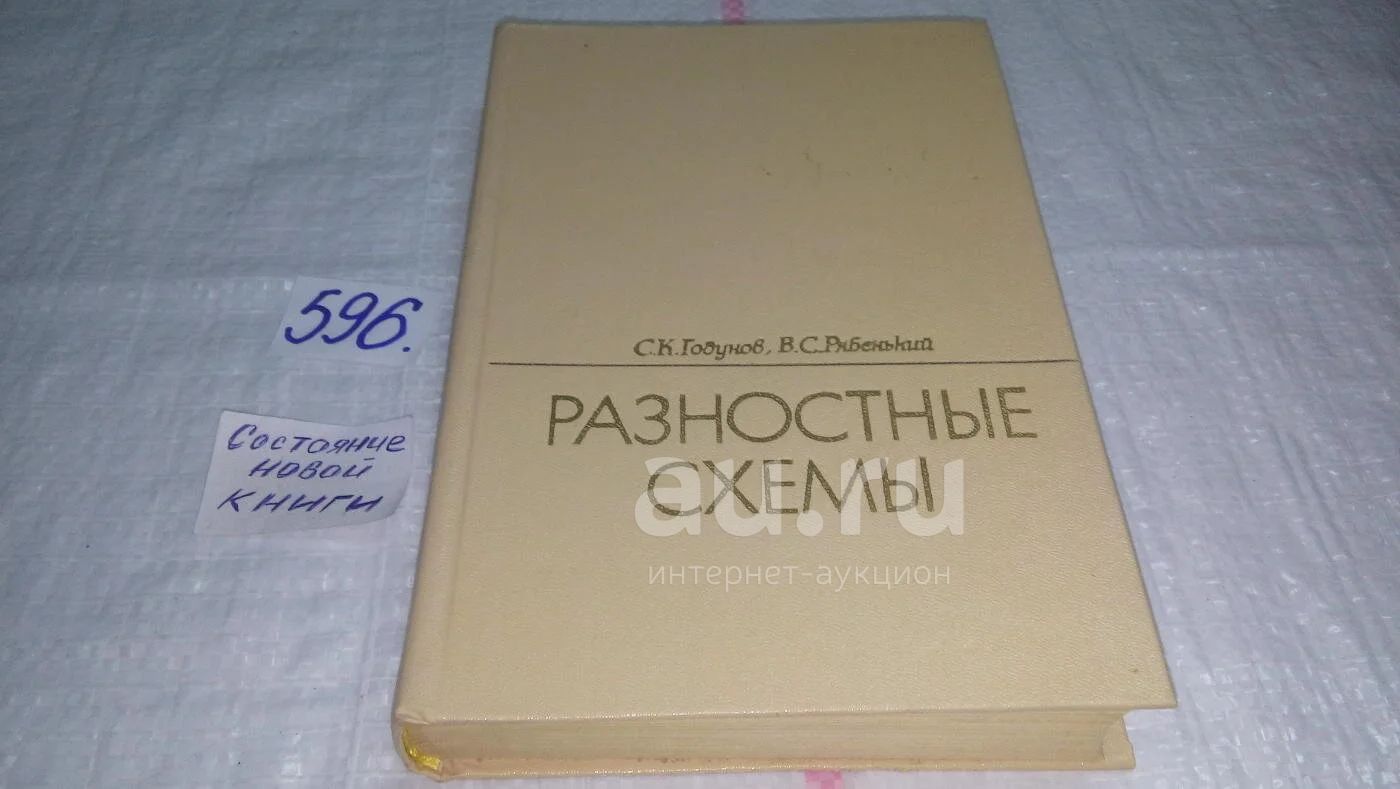 596.
Состояние
новой
книги
С.К.Годунов, В.С.Рябенький
РАЗНОСТНЫЕ
СХЕМЫ
au.ru
интернет-аукцион